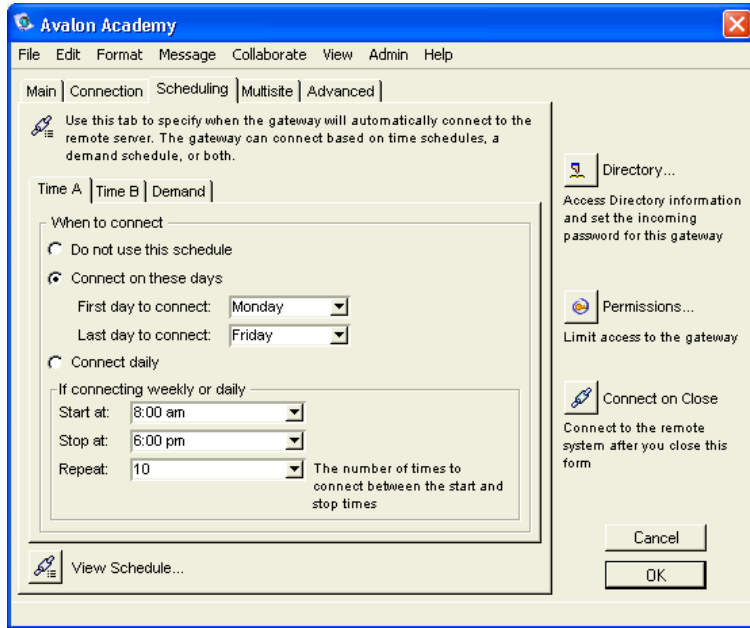 Avalon Academy
File Edit Format Message Collaborate View Admin Help
Main Connection Scheduling Multisite Advanced
Use this tab to specify when the gateway will automatically connect to the
remote server. The gateway can connect based on time schedules, a
demand schedule, or both.
Time A Time B Demand
When to connect
Do not use this schedule
Connect on these days
First day to connect: Monday
Last day to connect: Friday
Connect daily
If connecting weekly or daily
Start at: 8:00 am
Stop at: 6:00 pm
Repeat: 10
The number of times to
connect between the start and
stop times
View Schedule...
Directory...
Access Directory information
and set the incoming
password for this gateway
Permissions...
Limit access to the gateway
Connect on Close
Connect to the remote
system after you close this
form
Cancel
OK